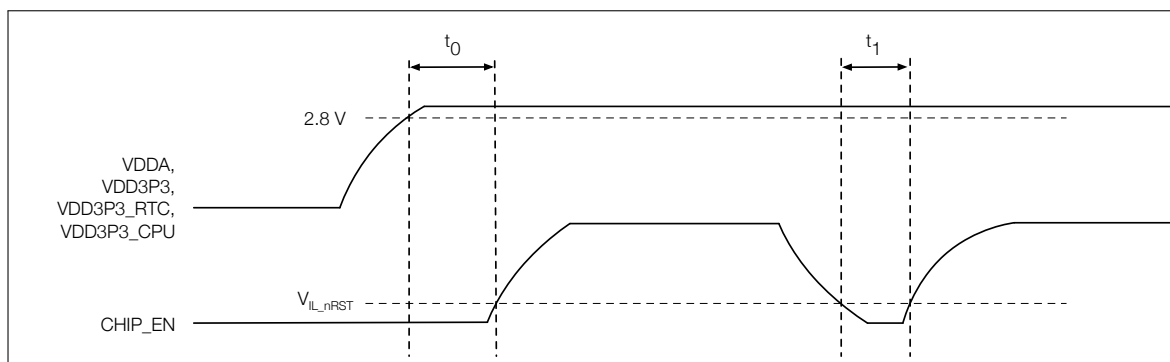 t0
t1
2.8 V
VDDA,
VDD3P3,
VDD3P3_RTC,
VDD3P3_CPU
VIL_nRST
CHIP_EN